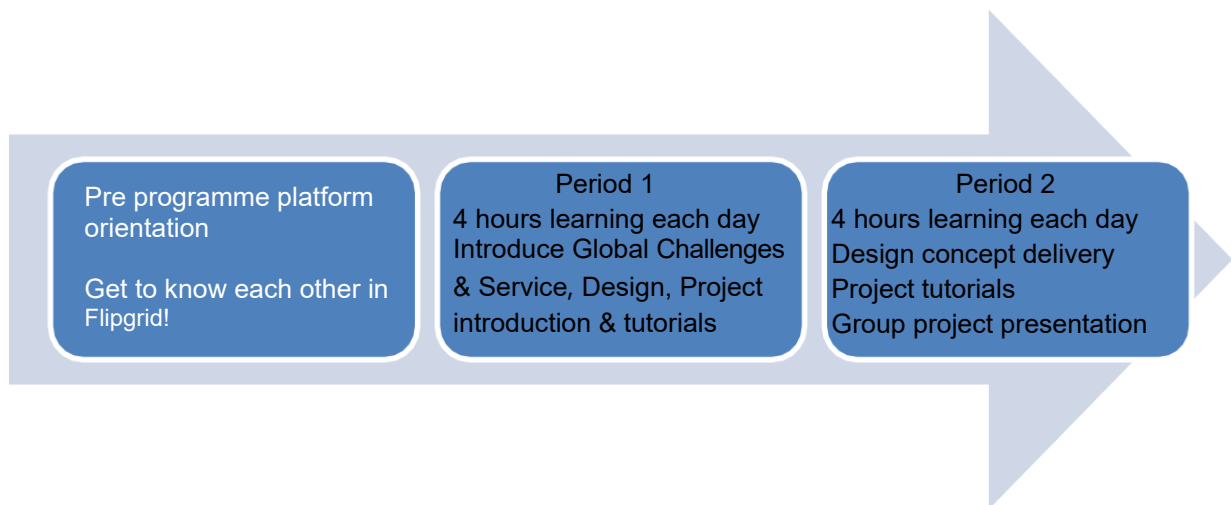 Pre programme platform
orientation
Get to know each other in
Flipgrid!
Period 1
4 hours learning each day
Introduce Global Challenges
& Service, Design, Project
introduction & tutorials
Period 2
4 hours learning each day
Design concept delivery
Project tutorials
Group project presentation